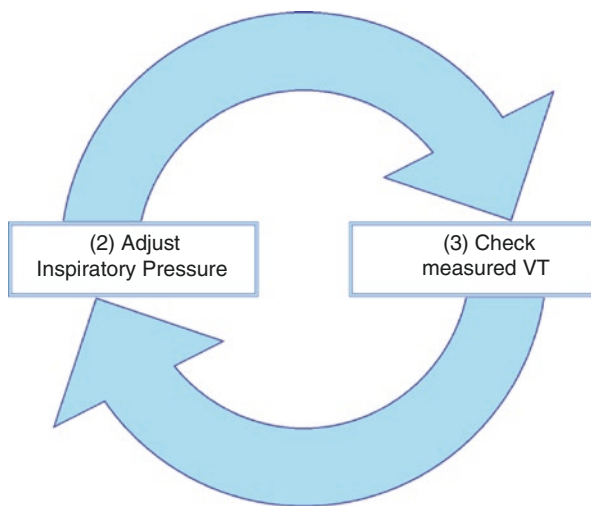 (2) Adjust
Inspiratory Pressure
(3) Check
measured VT